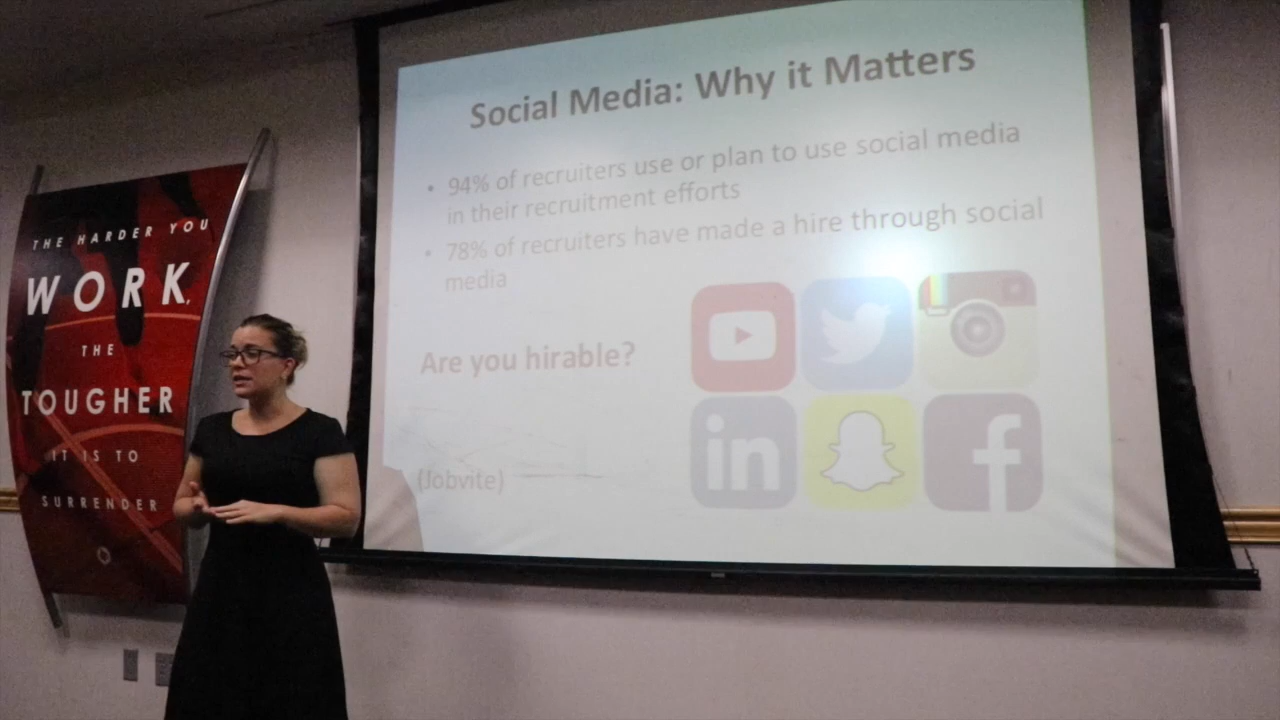 THE HARDER YOU
WORK,
THE
TOUGHER
IT IS TO
SURRENDER
Social Media: Why it Matters
• 94% of recruiters use or plan to use social media
in their recruitment efforts
• 78% of recruiters have made a hire through social
media
Are you hirable?
(Jobvite)
in
f